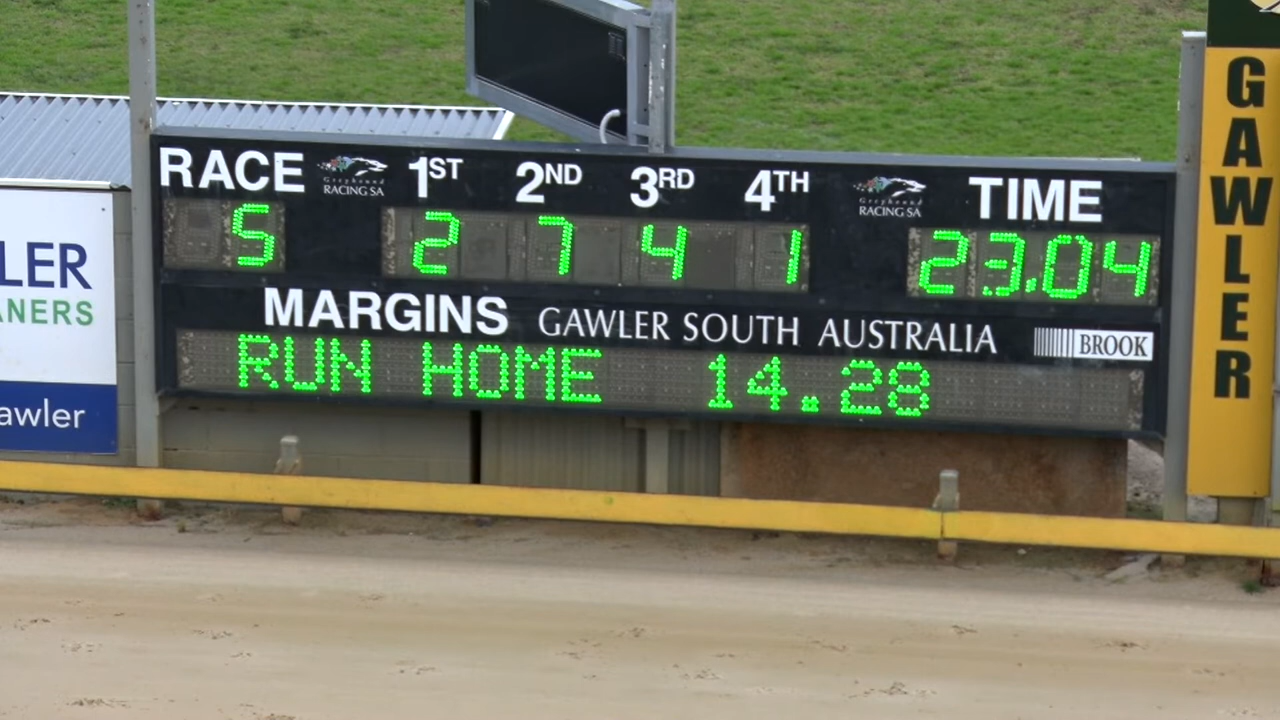 RACE Greyhound RACING SA 1ST 2ND 3RD 4TH Greyhound RACING SA TIME
5 2 7 4 1 23.04
MARGINS GAWLER SOUTH AUSTRALIA BROOK
RUN HOME 14.28
LER
ANERS
awler
GAWLER